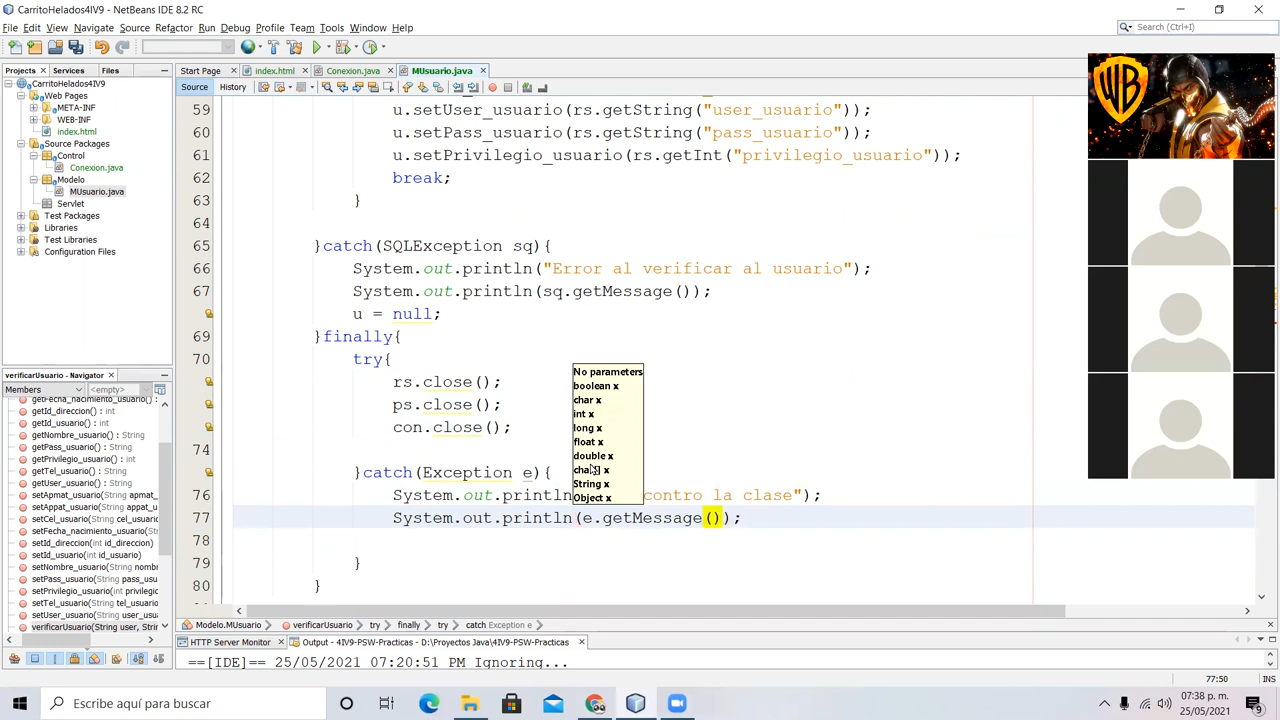 CarritoHelados4IV9 - NetBeans IDE 8.2 RC
File Edit View Navigate Source Refactor Run Debug Profile Team Tools Window Help
Search (Ctrl+I)
Projects Services Files
Start Page index.html Conexion.java MUsuario.java
Source History
CarritoHelados4IV9
Web Pages
META-INF
WEB-INF
index.html
Source Packages
Control
Conexion.java
Modelo
MUsuario.java
Servlet
Test Packages
Libraries
Test Libraries
Configuration Files
59 u.setUser_usuario(rs.getString("user_usuario"));
60 u.setPass_usuario(rs.getString("pass_usuario"));
61 u.setPrivilegio_usuario(rs.getInt("privilegio_usuario"));
62 break;
63 }
64
65 }catch(SQLException sq){
66 System.out.println("Error al verificar al usuario");
67 System.out.println(sq.getMessage());
u = null;
69 }finally{
70 try{
rs.close();
ps.close();
con.close();
74
}catch(Exception e){
76 System.out.println contro la clase");
77 System.out.println(e.getMessage());
78
79 }
80 }
No parameters
boolean x
char x
int x
long x
float x
double x
x
String x
Object x
verificarUsuario - Navigator
Members <empty>
getFecha_nacimiento_usuario() :
getId_direccion() : int
getId_usuario() : int
getNombre_usuario() : String
getPass_usuario() : String
getPrivilegio_usuario() : int
getTel_usuario() : String
getUser_usuario() : String
setApmat_usuario(String apmat_
setAppat_usuario(String appat_u
setCel_usuario(String cel_usuario
setFecha_nacimiento_usuario(Str
setId_direccion(int id_direccion)
setId_usuario(int id_usuario)
setNombre_usuario(String nomb
setPass_usuario(String pass_usu
setPrivilegio_usuario(int privilegio
setTel_usuario(String tel_usuario)
setUser_usuario(String user_usu
verificarUsuario(String user, Strin
Modelo.MUsuario verificarUsuario try finally try catch Exception e
HTTP Server Monitor Output - 4IV9-PSW-Practicas - D:\Proyectos Java\4IV9-PSW-Practicas
==[IDE]== 25/05/2021 07:20:51 PM Ignoring...
77:50 INS
Escribe aquí para buscar
07:38 p. m.
25/05/2021
9
WB